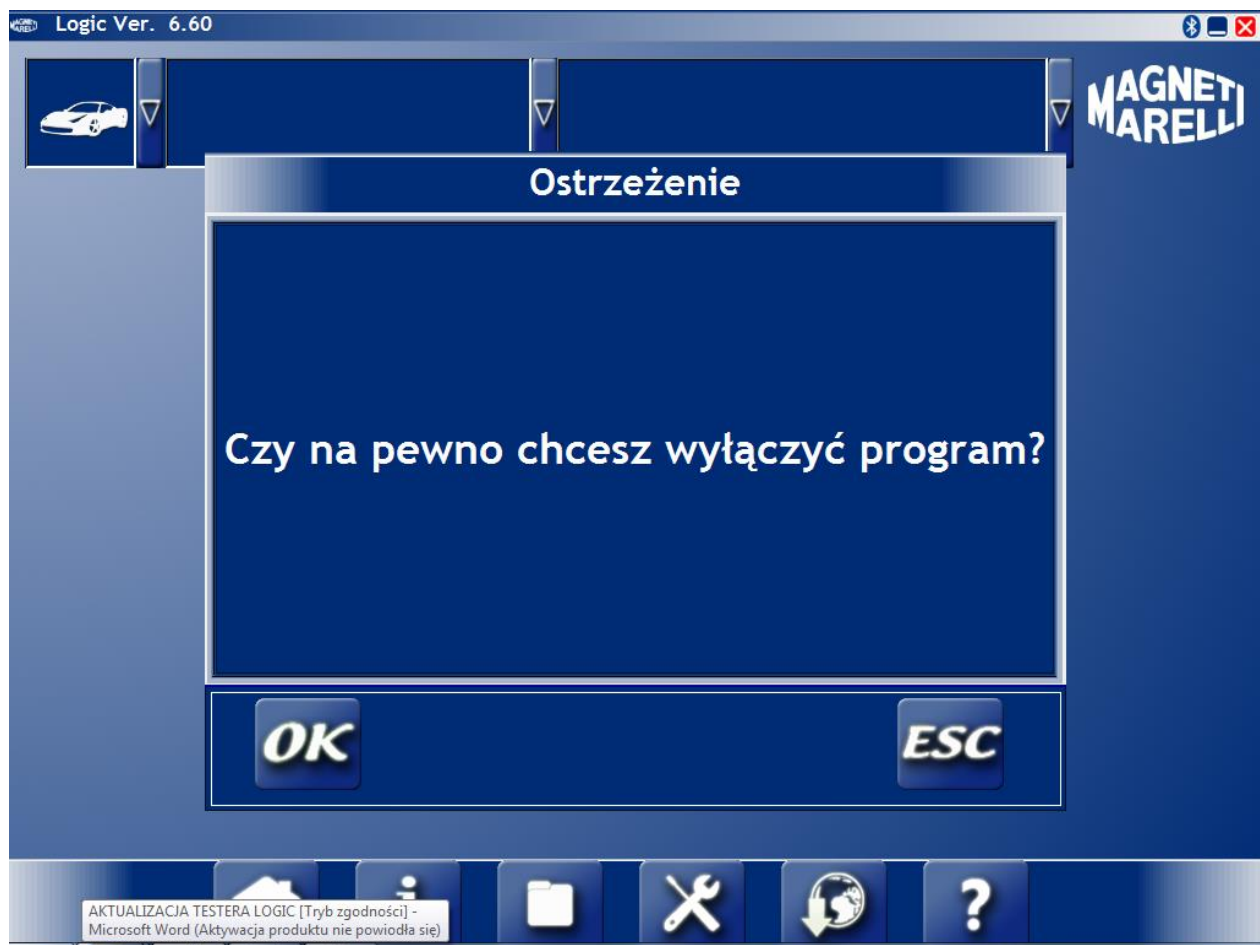 Logic Ver. 6.60
MAGNETI
MARELLI
Ostrzeżenie
Czy na pewno chcesz wyłączyć program?
OK
ESC
?
AKTUALIZACJA TESTERA LOGIC [Tryb zgodności] -
Microsoft Word (Aktywacja produktu nie powiodła się)